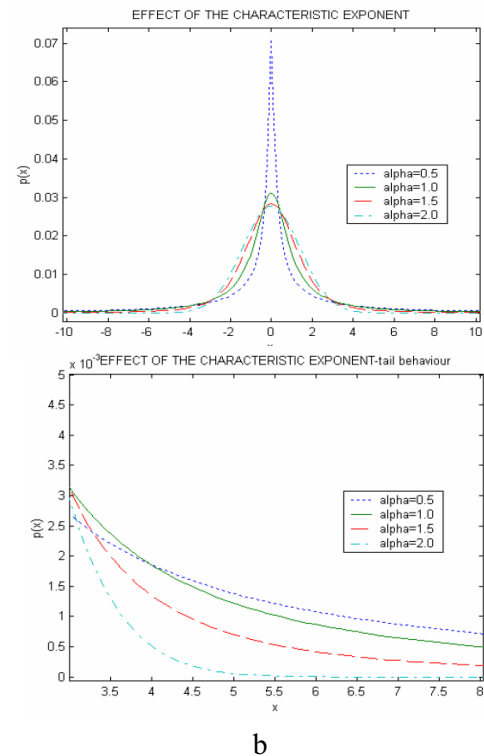 EFFECT OF THE CHARACTERISTIC EXPONENT
0.07
0.06
0.05
0.04
0.03
0.02
0.01
0
p(x)
alpha=0.5
alpha=1.0
alpha=1.5
alpha=2.0
-10 -8 -6 -4 -2 0 2 4 6 8 10
x 10⁻³ EFFECT OF THE CHARACTERISTIC EXPONENT-tail behaviour
5
4.5
4
3.5
3
2.5
2
1.5
1
0.5
0
p(x)
alpha=0.5
alpha=1.0
alpha=1.5
alpha=2.0
3.5 4 4.5 5 5.5 6 6.5 7 7.5 8
x
b